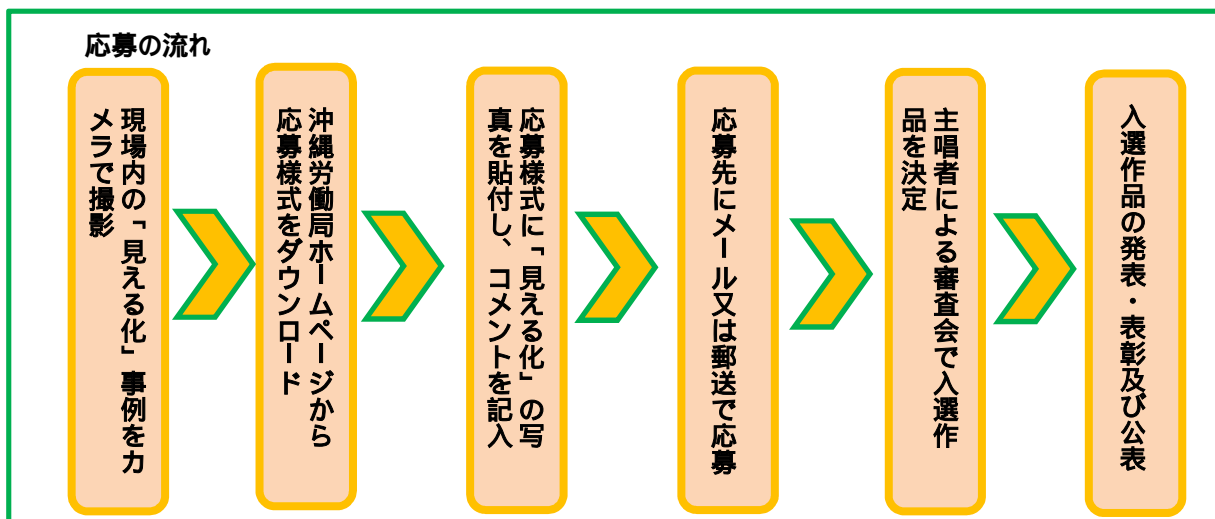 応募の流れ
現場内の「見える化」事例をカ
メラで撮影
沖縄労働局ホームページから
応募様式をダウンロード
応募様式に「見える化」の写
真を貼付し、コメントを記入
応募先にメール又は郵送で応募
主唱者による審査会で入選作
品を決定
入選作品の発表・表彰及び公表